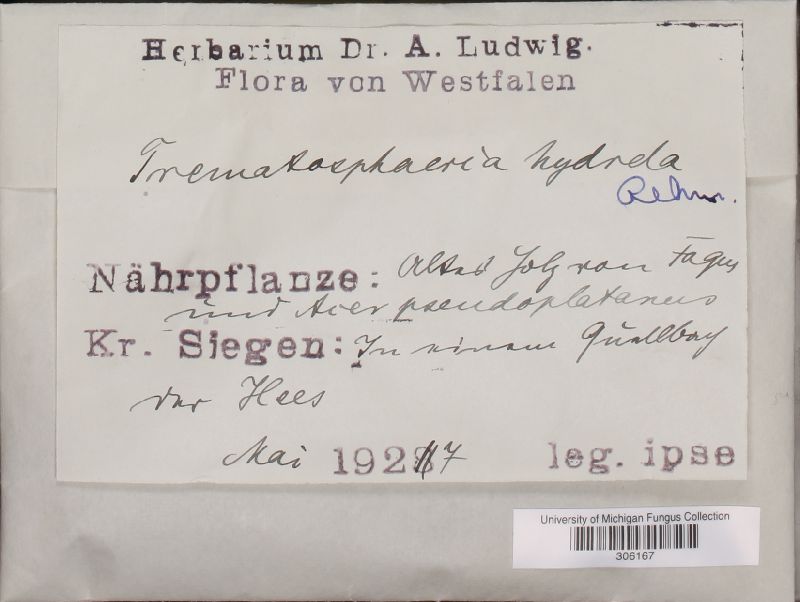 Herbarium Dr. A. Ludwig.
Flora von Westfalen
Trematosphaeria hydrela
Rehm.
Nährpflanze: Altes Holz von Fagus
und Acer pseudoplatanus
Kr. Siegen: In einem Quellbach
der Hees
Mai 1927 leg. ipse
University of Michigan Fungus Collection
306167